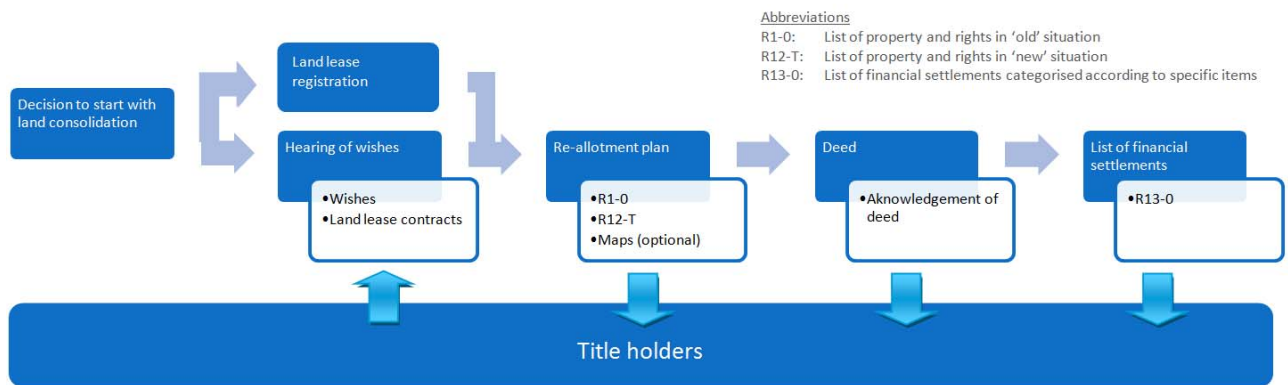 Abbreviations
R1-0: List of property and rights in ‘old’ situation
R12-T: List of property and rights in ‘new’ situation
R13-0: List of financial settlements categorised according to specific items
Decision to start with
land consolidation
Land lease
registration
Hearing of wishes
•Wishes
•Land lease contracts
Re-allotment plan
•R1-0
•R12-T
•Maps (optional)
Deed
•Aknowledgement of
deed
List of financial
settlements
•R13-0
Title holders